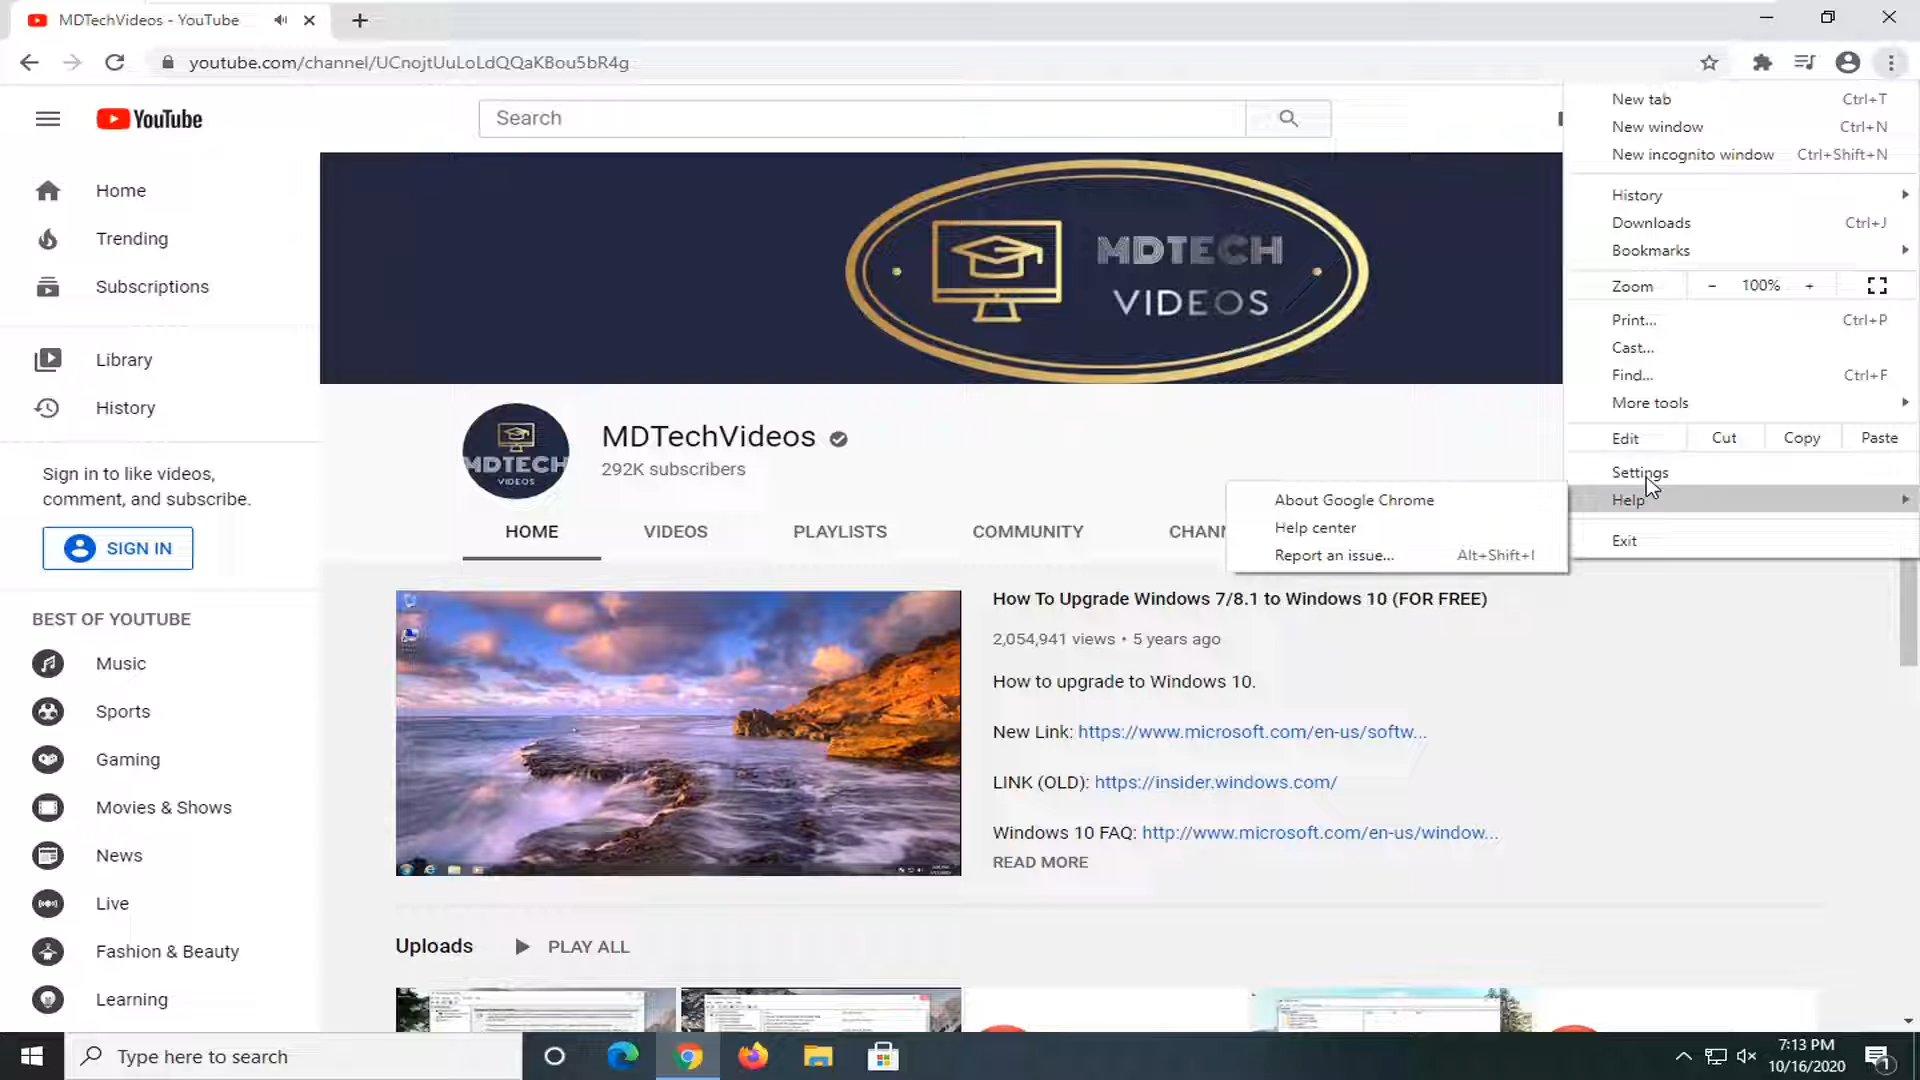 MDTechVideos - YouTube
youtube.com/channel/UCnojtUuLoLdQQaKBou5bR4g
YouTube
Search
Home
Trending
Subscriptions
Library
History
Sign in to like videos,
comment, and subscribe.
SIGN IN
BEST OF YOUTUBE
Music
Sports
Gaming
Movies & Shows
News
Live
Fashion & Beauty
Learning
MDTECH
VIDEOS
MDTECH
VIDEOS
MDTechVideos
292K subscribers
HOME VIDEOS PLAYLISTS COMMUNITY CHANN
How To Upgrade Windows 7/8.1 to Windows 10 (FOR FREE)
2,054,941 views • 5 years ago
How to upgrade to Windows 10.
New Link: https://www.microsoft.com/en-us/softw...
LINK (OLD): https://insider.windows.com/
Windows 10 FAQ: http://www.microsoft.com/en-us/window...
READ MORE
Uploads PLAY ALL
New tab Ctrl+T
New window Ctrl+N
New incognito window Ctrl+Shift+N
History
Downloads Ctrl+J
Bookmarks
Zoom - 100% +
Print... Ctrl+P
Cast...
Find... Ctrl+F
More tools
Edit Cut Copy Paste
Settings
Help
Exit
About Google Chrome
Help center
Report an issue... Alt+Shift+I
Type here to search
7:13 PM
10/16/2020
1